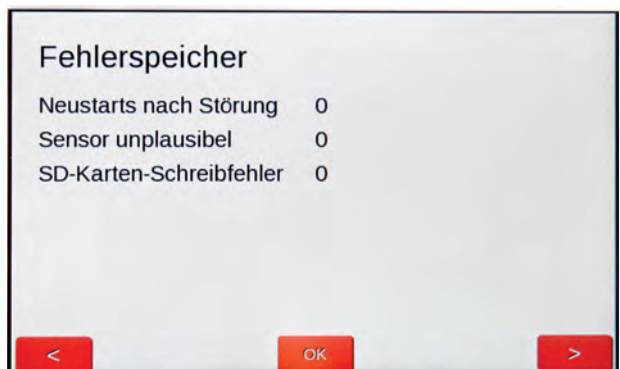 Fehlerspeicher
Neustarts nach Störung 0
Sensor unplausibel 0
SD-Karten-Schreibfehler 0
< OK >